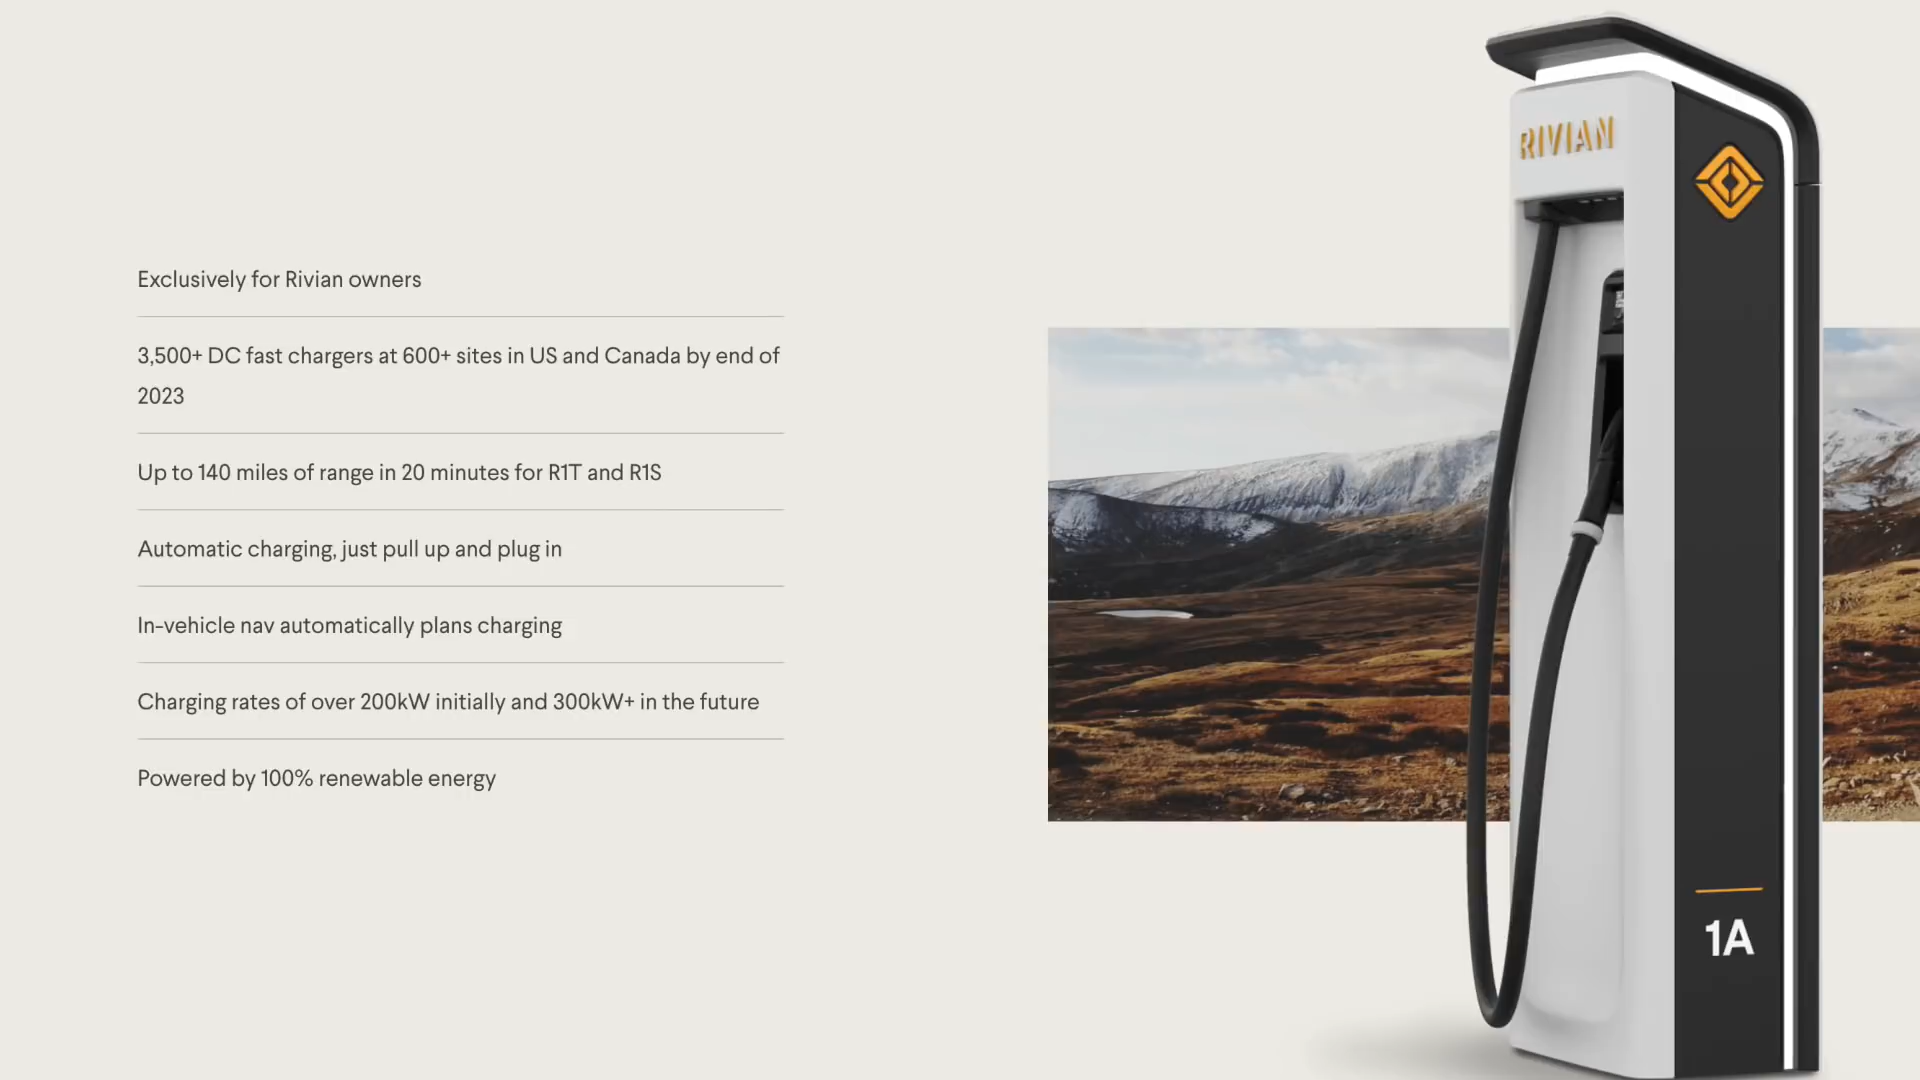 Exclusively for Rivian owners
3,500+ DC fast chargers at 600+ sites in US and Canada by end of
2023
Up to 140 miles of range in 20 minutes for R1T and R1S
Automatic charging, just pull up and plug in
In-vehicle nav automatically plans charging
Charging rates of over 200kW initially and 300kW+ in the future
Powered by 100% renewable energy
RIVIAN
1A